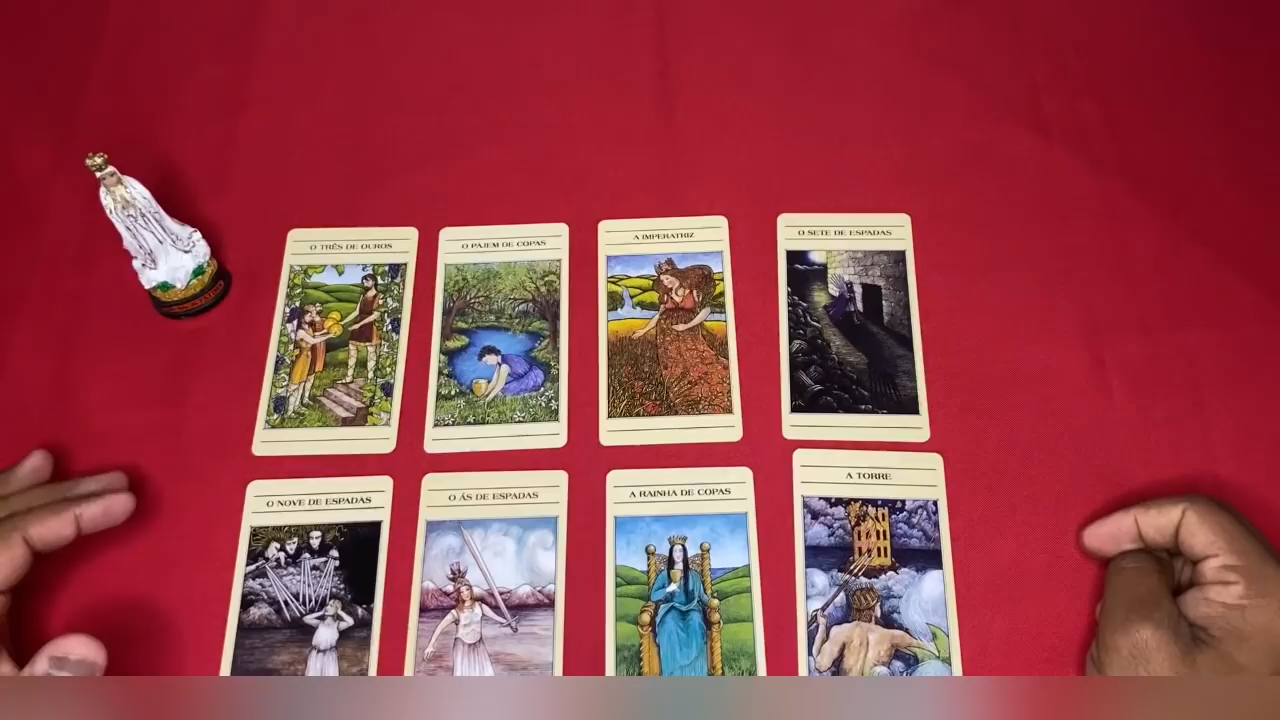 O TRÊS DE OUROS
O PAJEM DE COPAS
A IMPERATRIZ
O SETE DE ESPADAS
O NOVE DE ESPADAS
O ÁS DE ESPADAS
A RAINHA DE COPAS
A TORRE